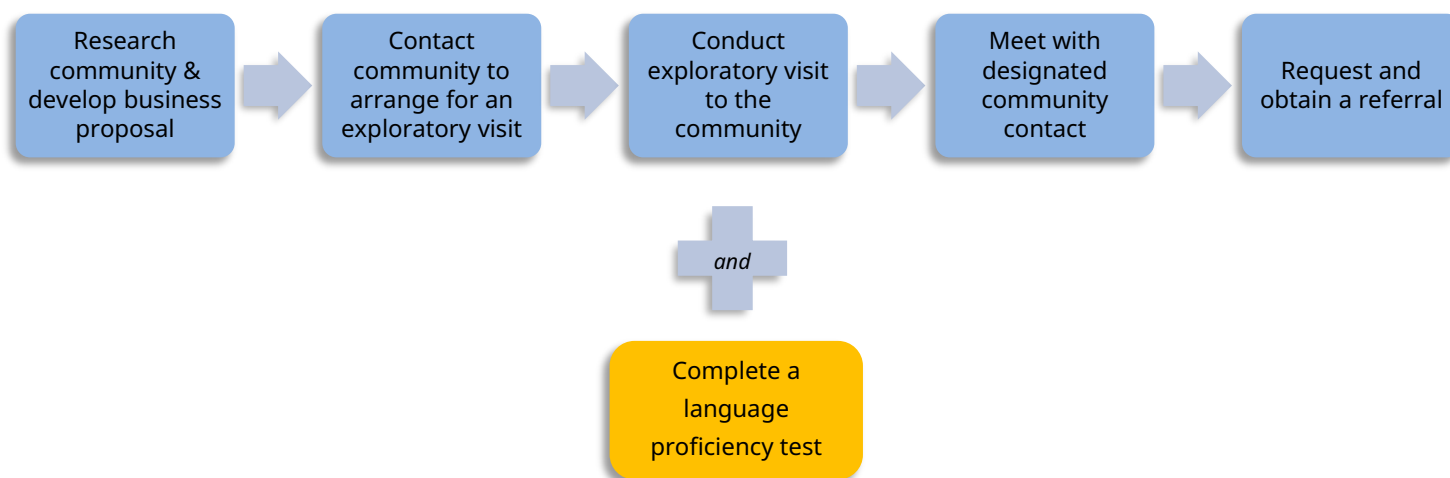 Research
community &
develop business
proposal
Contact
community to
arrange for an
exploratory visit
Conduct
exploratory visit
to the
community
Meet with
designated
community
contact
Request and
obtain a referral
and
Complete a
language
proficiency test